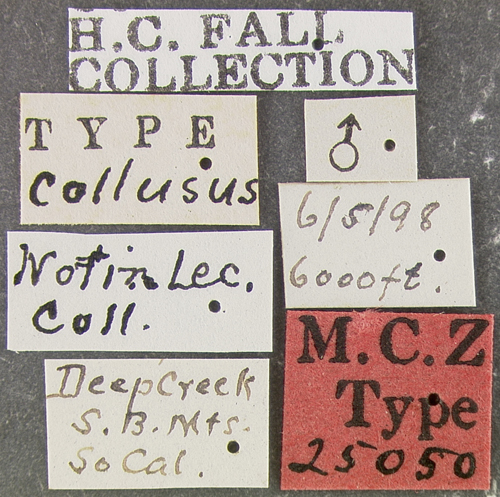 H.C. FALL
COLLECTION
TYPE
Collusus
♂
6/5/98
6000ft.
Not in Lec.
Coll.
Deep Creek
S.B. Mts.
So Cal.
M.C.Z
Type
25050